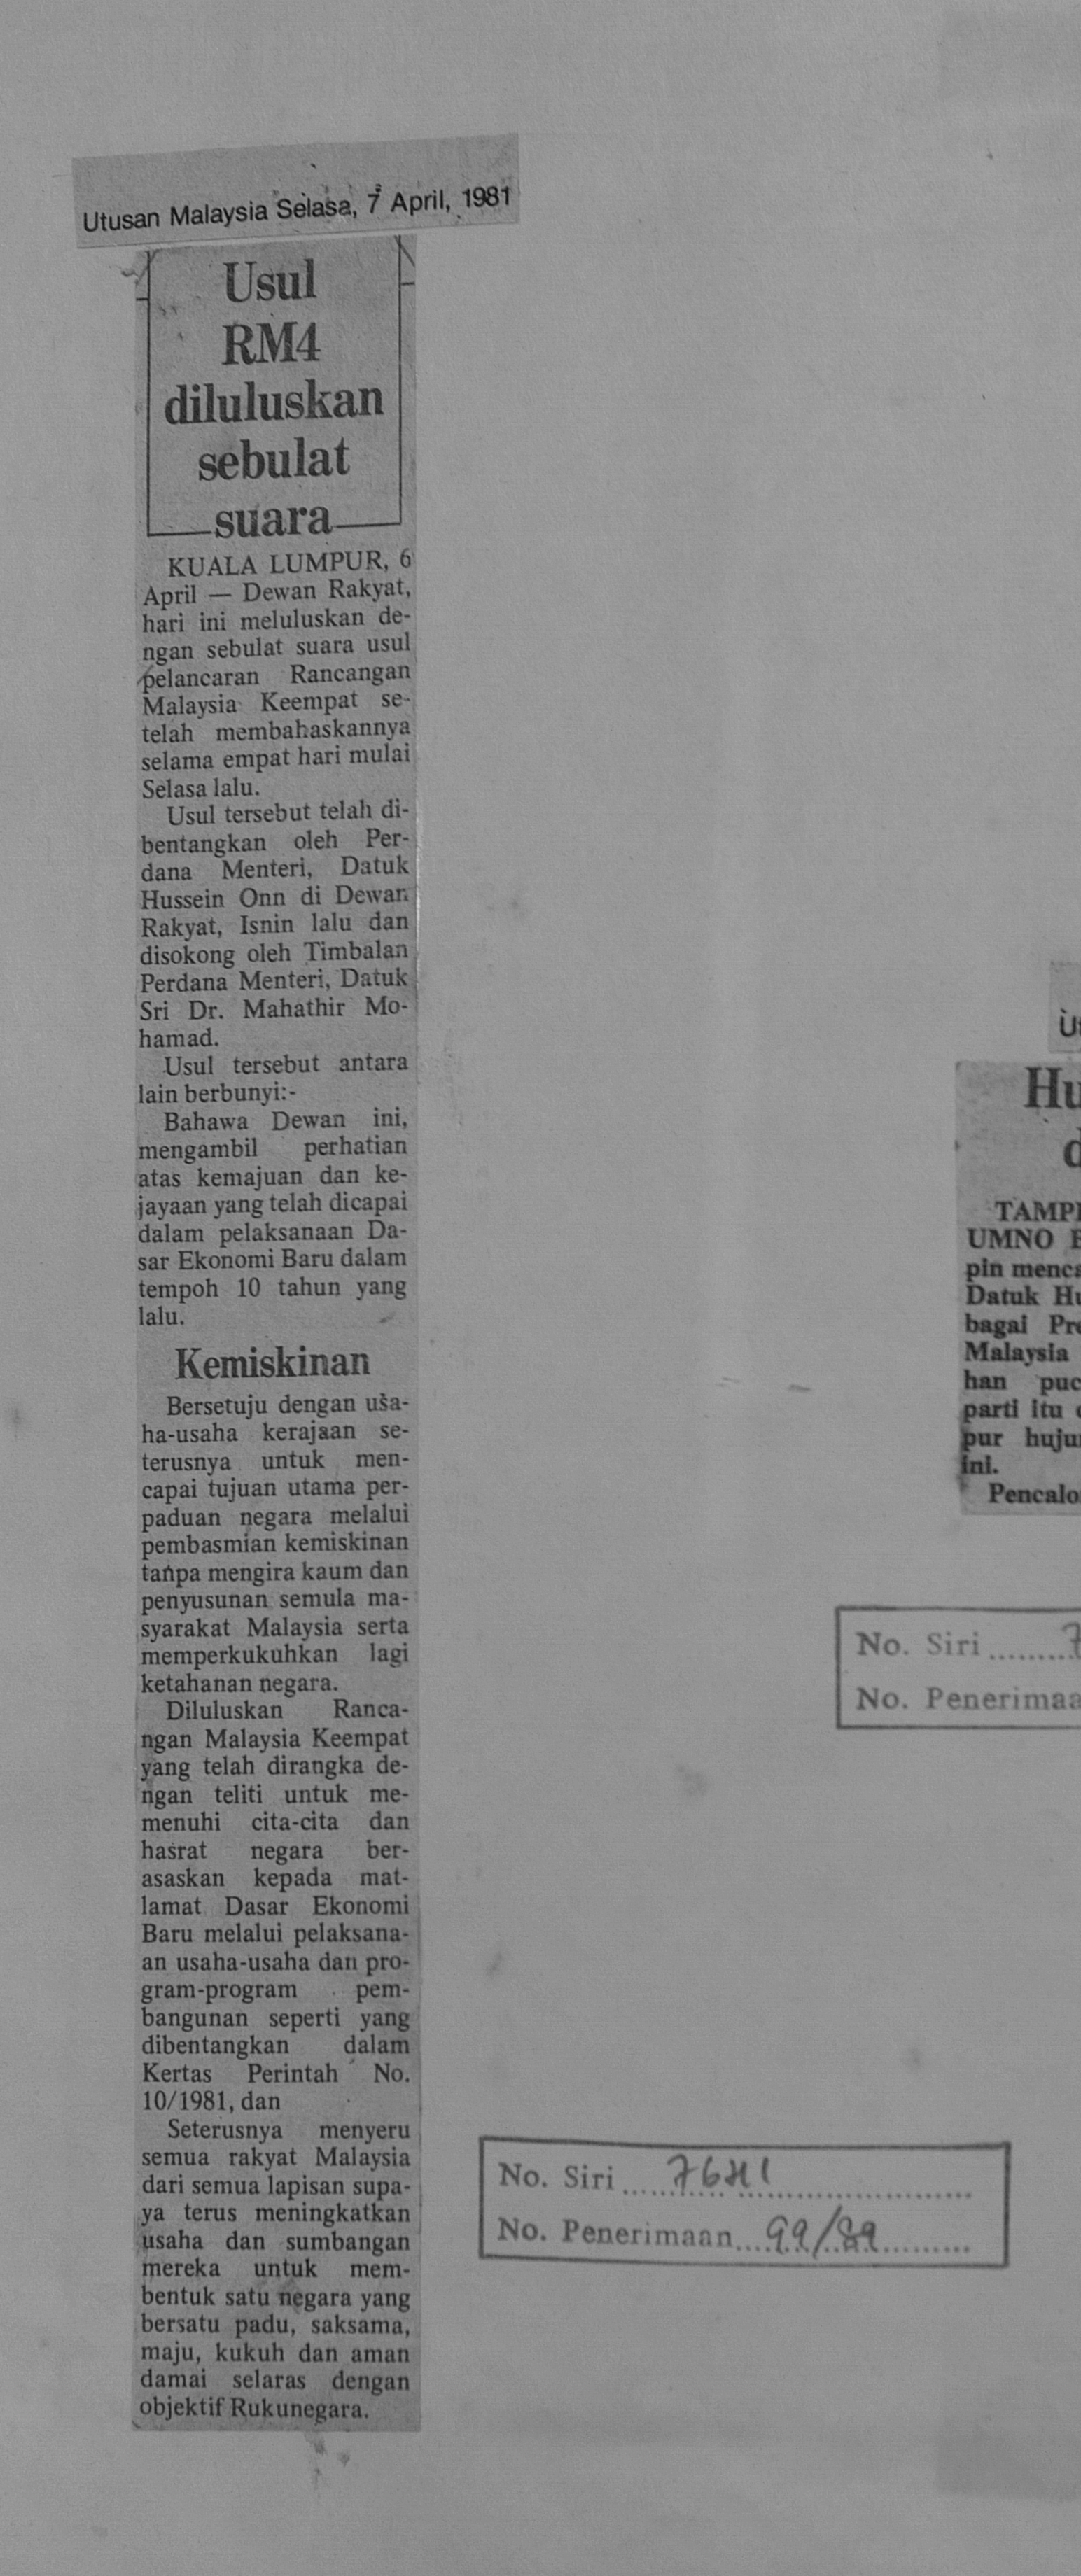 Utusan Malaysia Selasa, 7 April, 1981
Usul
RM4
diluluskan
sebulat
suara
KUALA LUMPUR, 6
April — Dewan Rakyat,
hari ini meluluskan de-
ngan sebulat suara usul
pelancaran Rancangan
Malaysia Keempat se-
telah membahaskannya
selama empat hari mulai
Selasa lalu.
Usul tersebut telah di-
bentangkan oleh Per-
dana Menteri, Datuk
Hussein Onn di Dewan
Rakyat, Isnin lalu dan
disokong oleh Timbalan
Perdana Menteri, Datuk
Sri Dr. Mahathir Mo-
hamad.
Usul tersebut antara
lain berbunyi:-
Bahawa Dewan ini,
mengambil perhatian
atas kemajuan dan ke-
jayaan yang telah dicapai
dalam pelaksanaan Da-
sar Ekonomi Baru dalam
tempoh 10 tahun yang
lalu.
Kemiskinan
Bersetuju dengan usa-
ha-usaha kerajaan se-
terusnya untuk men-
capai tujuan utama per-
paduan negara melalui
pembasmian kemiskinan
tanpa mengira kaum dan
penyusunan semula ma-
syarakat Malaysia serta
memperkukuhkan lagi
ketahanan negara.
Diluluskan Ranca-
ngan Malaysia Keempat
yang telah dirangka de-
ngan teliti untuk me-
menuhi cita-cita dan
hasrat negara ber-
asaskan kepada mat-
lamat Dasar Ekonomi
Baru melalui pelaksana-
an usaha-usaha dan pro-
gram-program pem-
bangunan seperti yang
dibentangkan dalam
Kertas Perintah No.
10/1981, dan
Seterusnya menyeru
semua rakyat Malaysia
dari semua lapisan supa-
ya terus meningkatkan
usaha dan sumbangan
mereka untuk mem-
bentuk satu negara yang
bersatu padu, saksama,
maju, kukuh dan aman
damai selaras dengan
objektif Rukunegara.
No. Siri
No. Penerimaan 99/89
Hu
d
TAMPI
UMNO B
pin menca
Datuk Hu
bagai Pre
Malaysia
han puc
parti itu
pur huju
ini.
Pencalo
No. Siri 7
No. Penerimaa